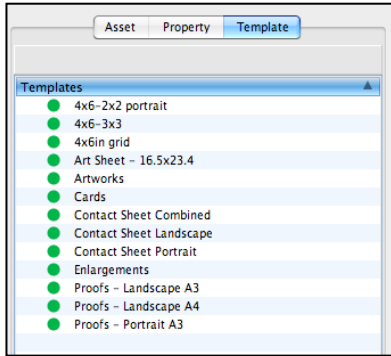 Asset Property Template
Templates
4x6-2x2 portrait
4x6-3x3
4x6in grid
Art Sheet - 16.5x23.4
Artworks
Cards
Contact Sheet Combined
Contact Sheet Landscape
Contact Sheet Portrait
Enlargements
Proofs - Landscape A3
Proofs - Landscape A4
Proofs - Portrait A3